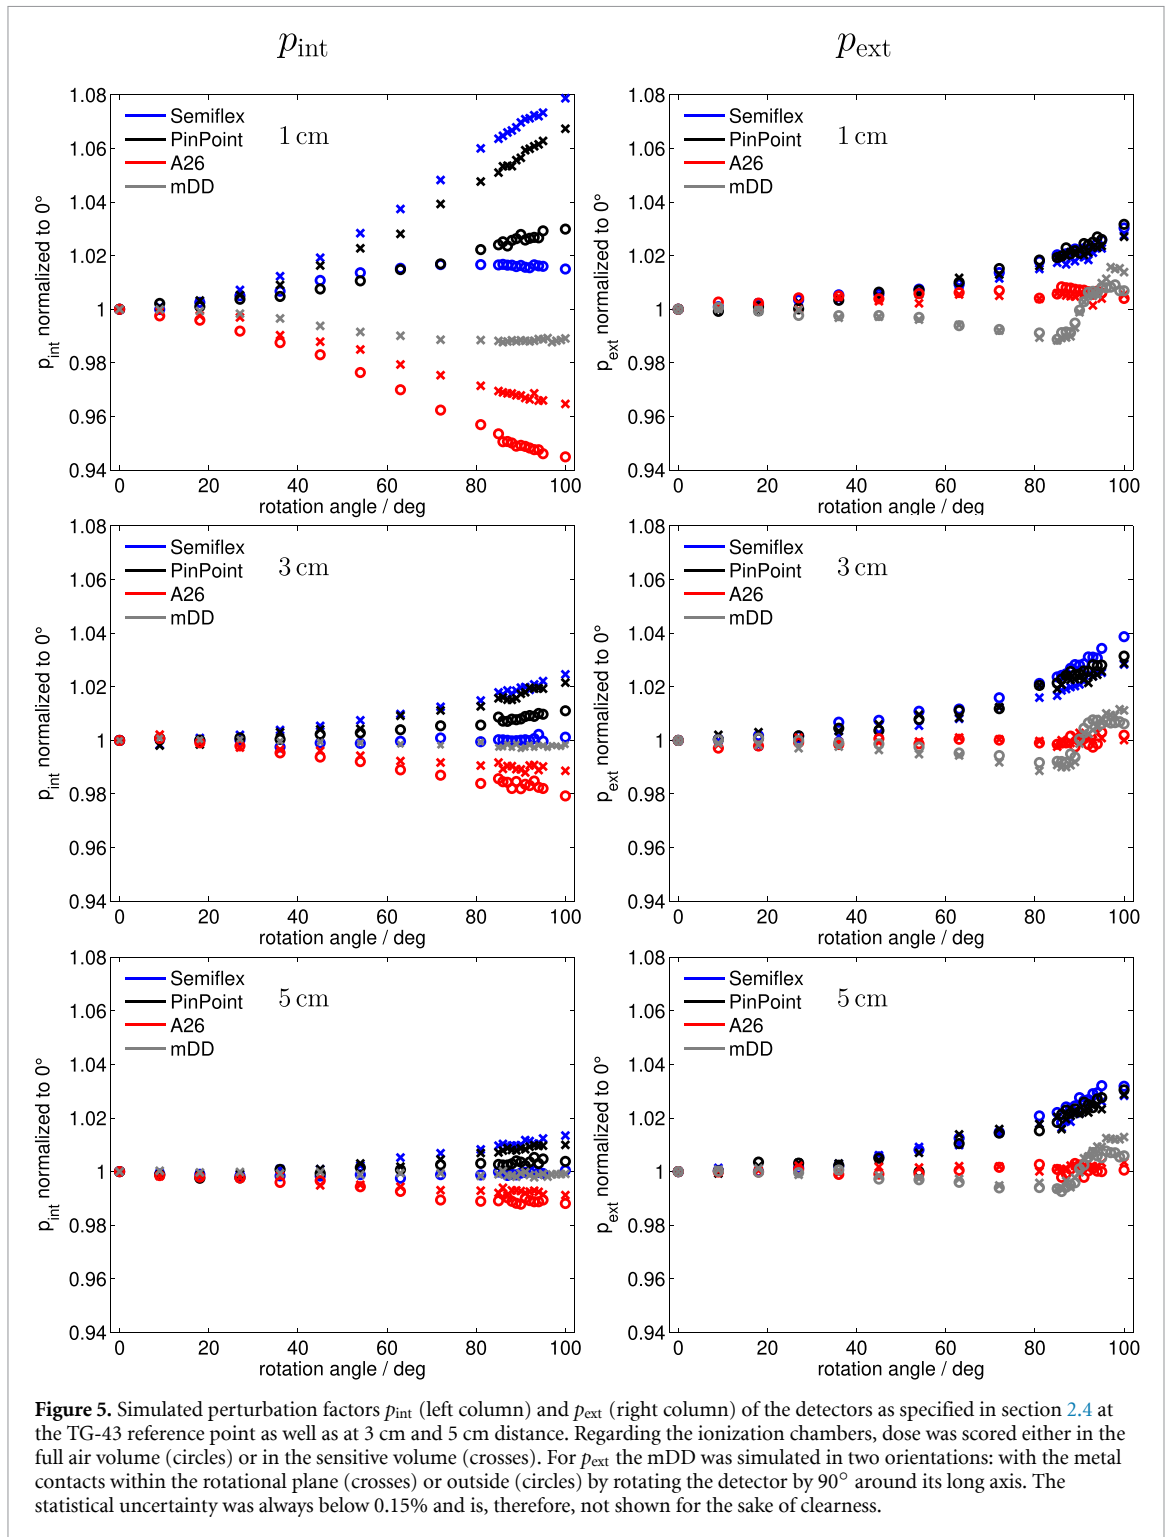 p_int
p_ext
1.08
1.06
1.04
1.02
1
0.98
0.96
0.94
p_int normalized to 0°
Semiflex
PinPoint
A26
mDD
1 cm
0 20 40 60 80 100
rotation angle / deg
1.08
1.06
1.04
1.02
1
0.98
0.96
0.94
p_ext normalized to 0°
Semiflex
PinPoint
A26
mDD
1 cm
0 20 40 60 80 100
rotation angle / deg
1.08
1.06
1.04
1.02
1
0.98
0.96
0.94
p_int normalized to 0°
Semiflex
PinPoint
A26
mDD
3 cm
0 20 40 60 80 100
rotation angle / deg
1.08
1.06
1.04
1.02
1
0.98
0.96
0.94
p_ext normalized to 0°
Semiflex
PinPoint
A26
mDD
3 cm
0 20 40 60 80 100
rotation angle / deg
1.08
1.06
1.04
1.02
1
0.98
0.96
0.94
p_int normalized to 0°
Semiflex
PinPoint
A26
mDD
5 cm
0 20 40 60 80 100
rotation angle / deg
1.08
1.06
1.04
1.02
1
0.98
0.96
0.94
p_ext normalized to 0°
Semiflex
PinPoint
A26
mDD
5 cm
0 20 40 60 80 100
rotation angle / deg
Figure 5. Simulated perturbation factors p_int (left column) and p_ext (right column) of the detectors as specified in section 2.4 at
the TG-43 reference point as well as at 3 cm and 5 cm distance. Regarding the ionization chambers, dose was scored either in the
full air volume (circles) or in the sensitive volume (crosses). For p_ext the mDD was simulated in two orientations: with the metal
contacts within the rotational plane (crosses) or outside (circles) by rotating the detector by 90° around its long axis. The
statistical uncertainty was always below 0.15% and is, therefore, not shown for the sake of clearness.